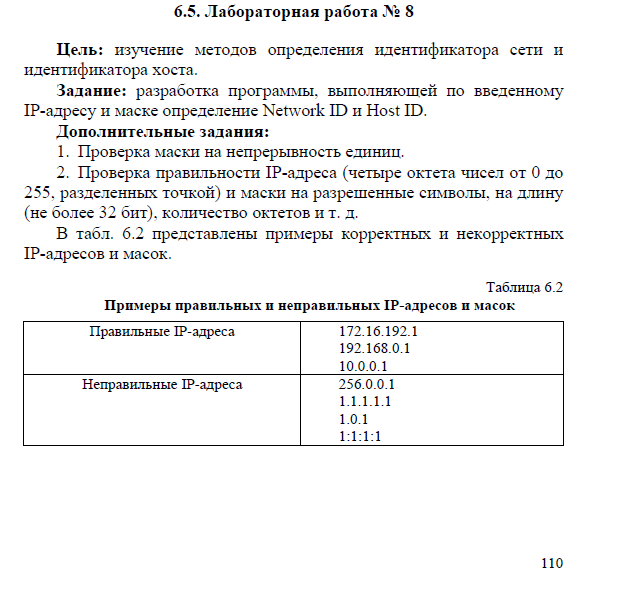 6.5. Лабораторная работа № 8
Цель: изучение методов определения идентификатора сети и
идентификатора хоста.
Задание: разработка программы, выполняющей по введенному
IP-адресу и маске определение Network ID и Host ID.
Дополнительные задания:
1. Проверка маски на непрерывность единиц.
2. Проверка правильности IP-адреса (четыре октета чисел от 0 до
255, разделенных точкой) и маски на разрешенные символы, на длину
(не более 32 бит), количество октетов и т. д.
В табл. 6.2 представлены примеры корректных и некорректных
IP-адресов и масок.
Таблица 6.2
Примеры правильных и неправильных IP-адресов и масок
Правильные IP-адреса
172.16.192.1
192.168.0.1
10.0.0.1
Неправильные IP-адреса
256.0.0.1
1.1.1.1.1
1.0.1
1:1:1:1
110